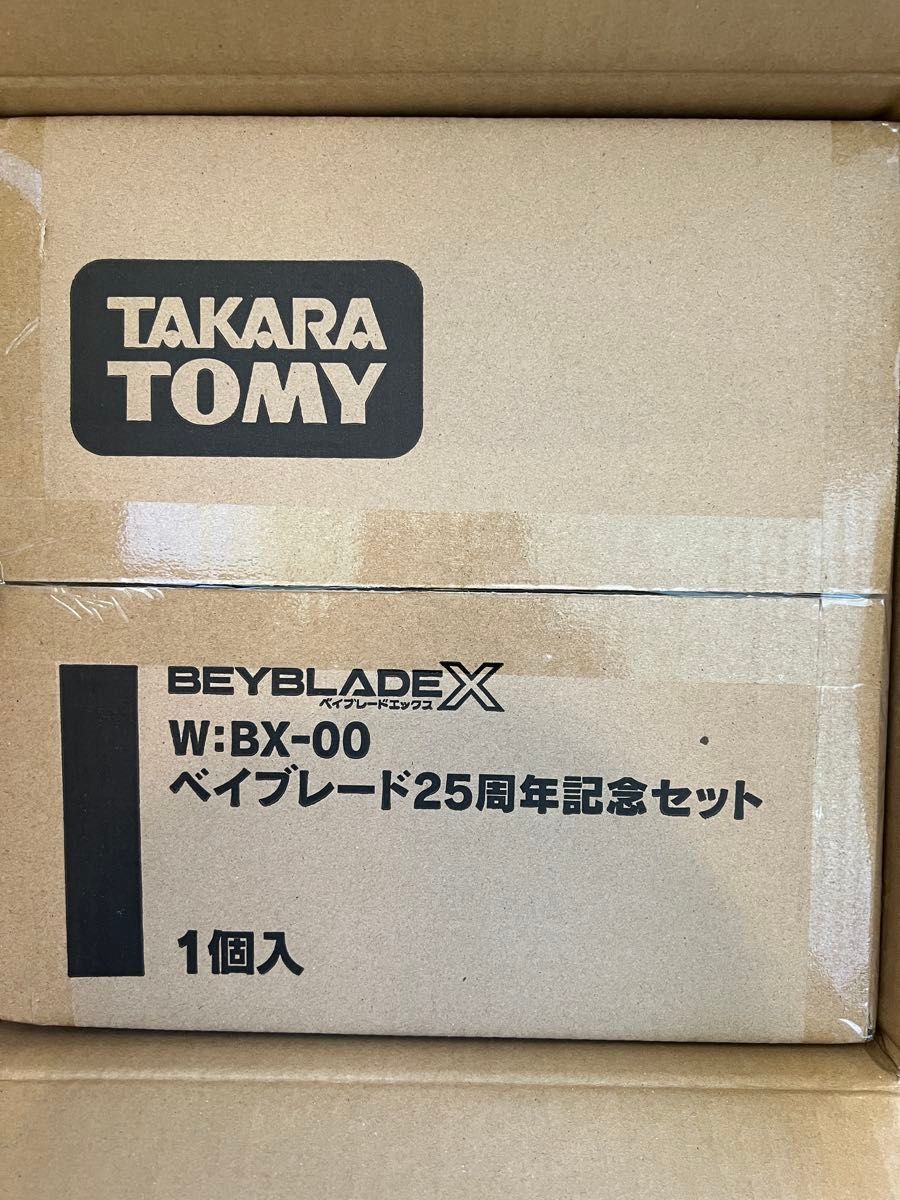 TAKARA
TOMY
BEYBLADE X
ベイブレードエックス
W:BX-00
ベイブレード25周年記念セット
1個入